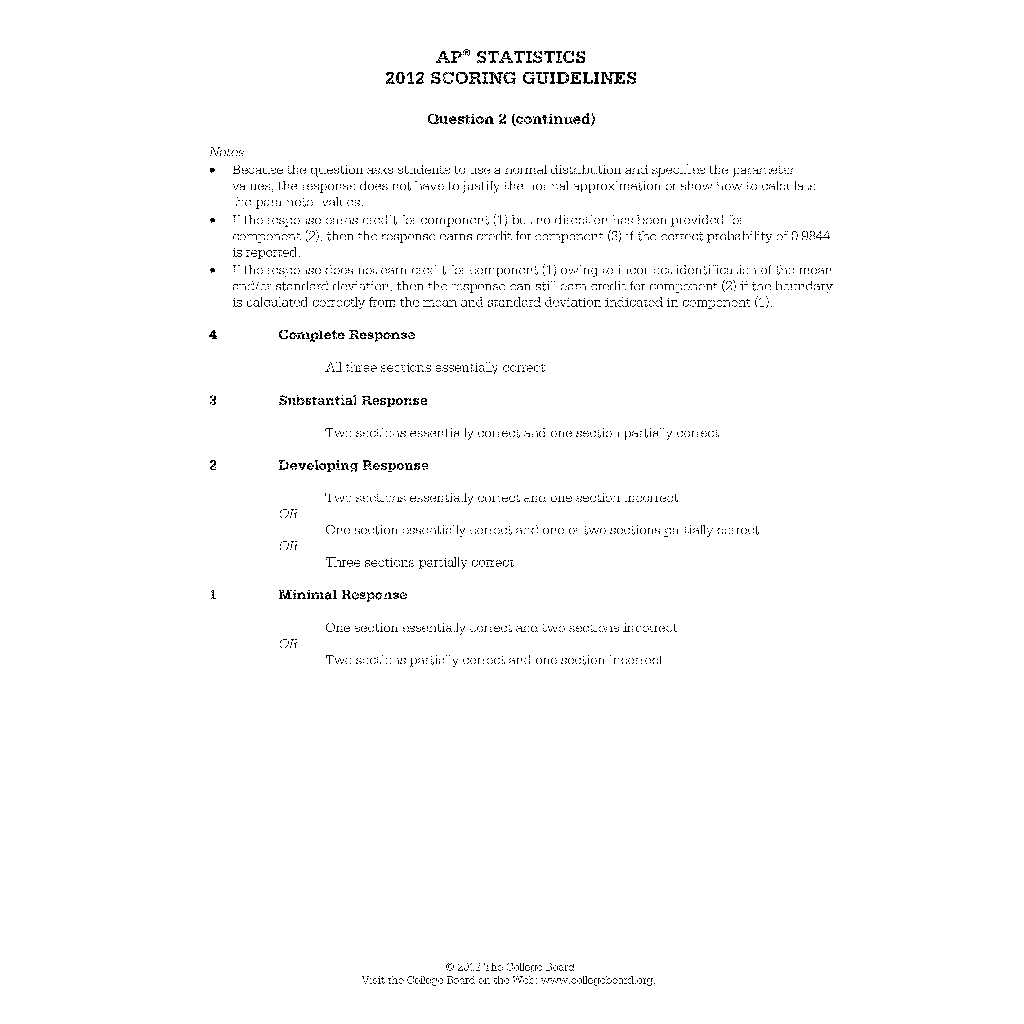 AP® STATISTICS
2012 SCORING GUIDELINES
Question 2 (continued)
Notes
• Because the question asks students to use a normal distribution and specifies the parameter
values, the response does not have to justify the normal approximation or show how to calculate
the parameter values.
• If the response earns credit for component (1) but no direction has been provided for
component (2), then the response earns credit for component (3) if the correct probability of 0.9844
is reported.
• If the response does not earn credit for component (1) owing to incorrect identification of the mean
and/or standard deviation, then the response can still earn credit for component (2) if the boundary
is calculated correctly from the mean and standard deviation indicated in component (1).
4 Complete Response
All three sections essentially correct
3 Substantial Response
Two sections essentially correct and one section partially correct
2 Developing Response
Two sections essentially correct and one section incorrect
OR
One section essentially correct and one or two sections partially correct
OR
Three sections partially correct
1 Minimal Response
One section essentially correct and two sections incorrect
OR
Two sections partially correct and one section incorrect
© 2012 The College Board.
Visit the College Board on the Web: www.collegeboard.org.